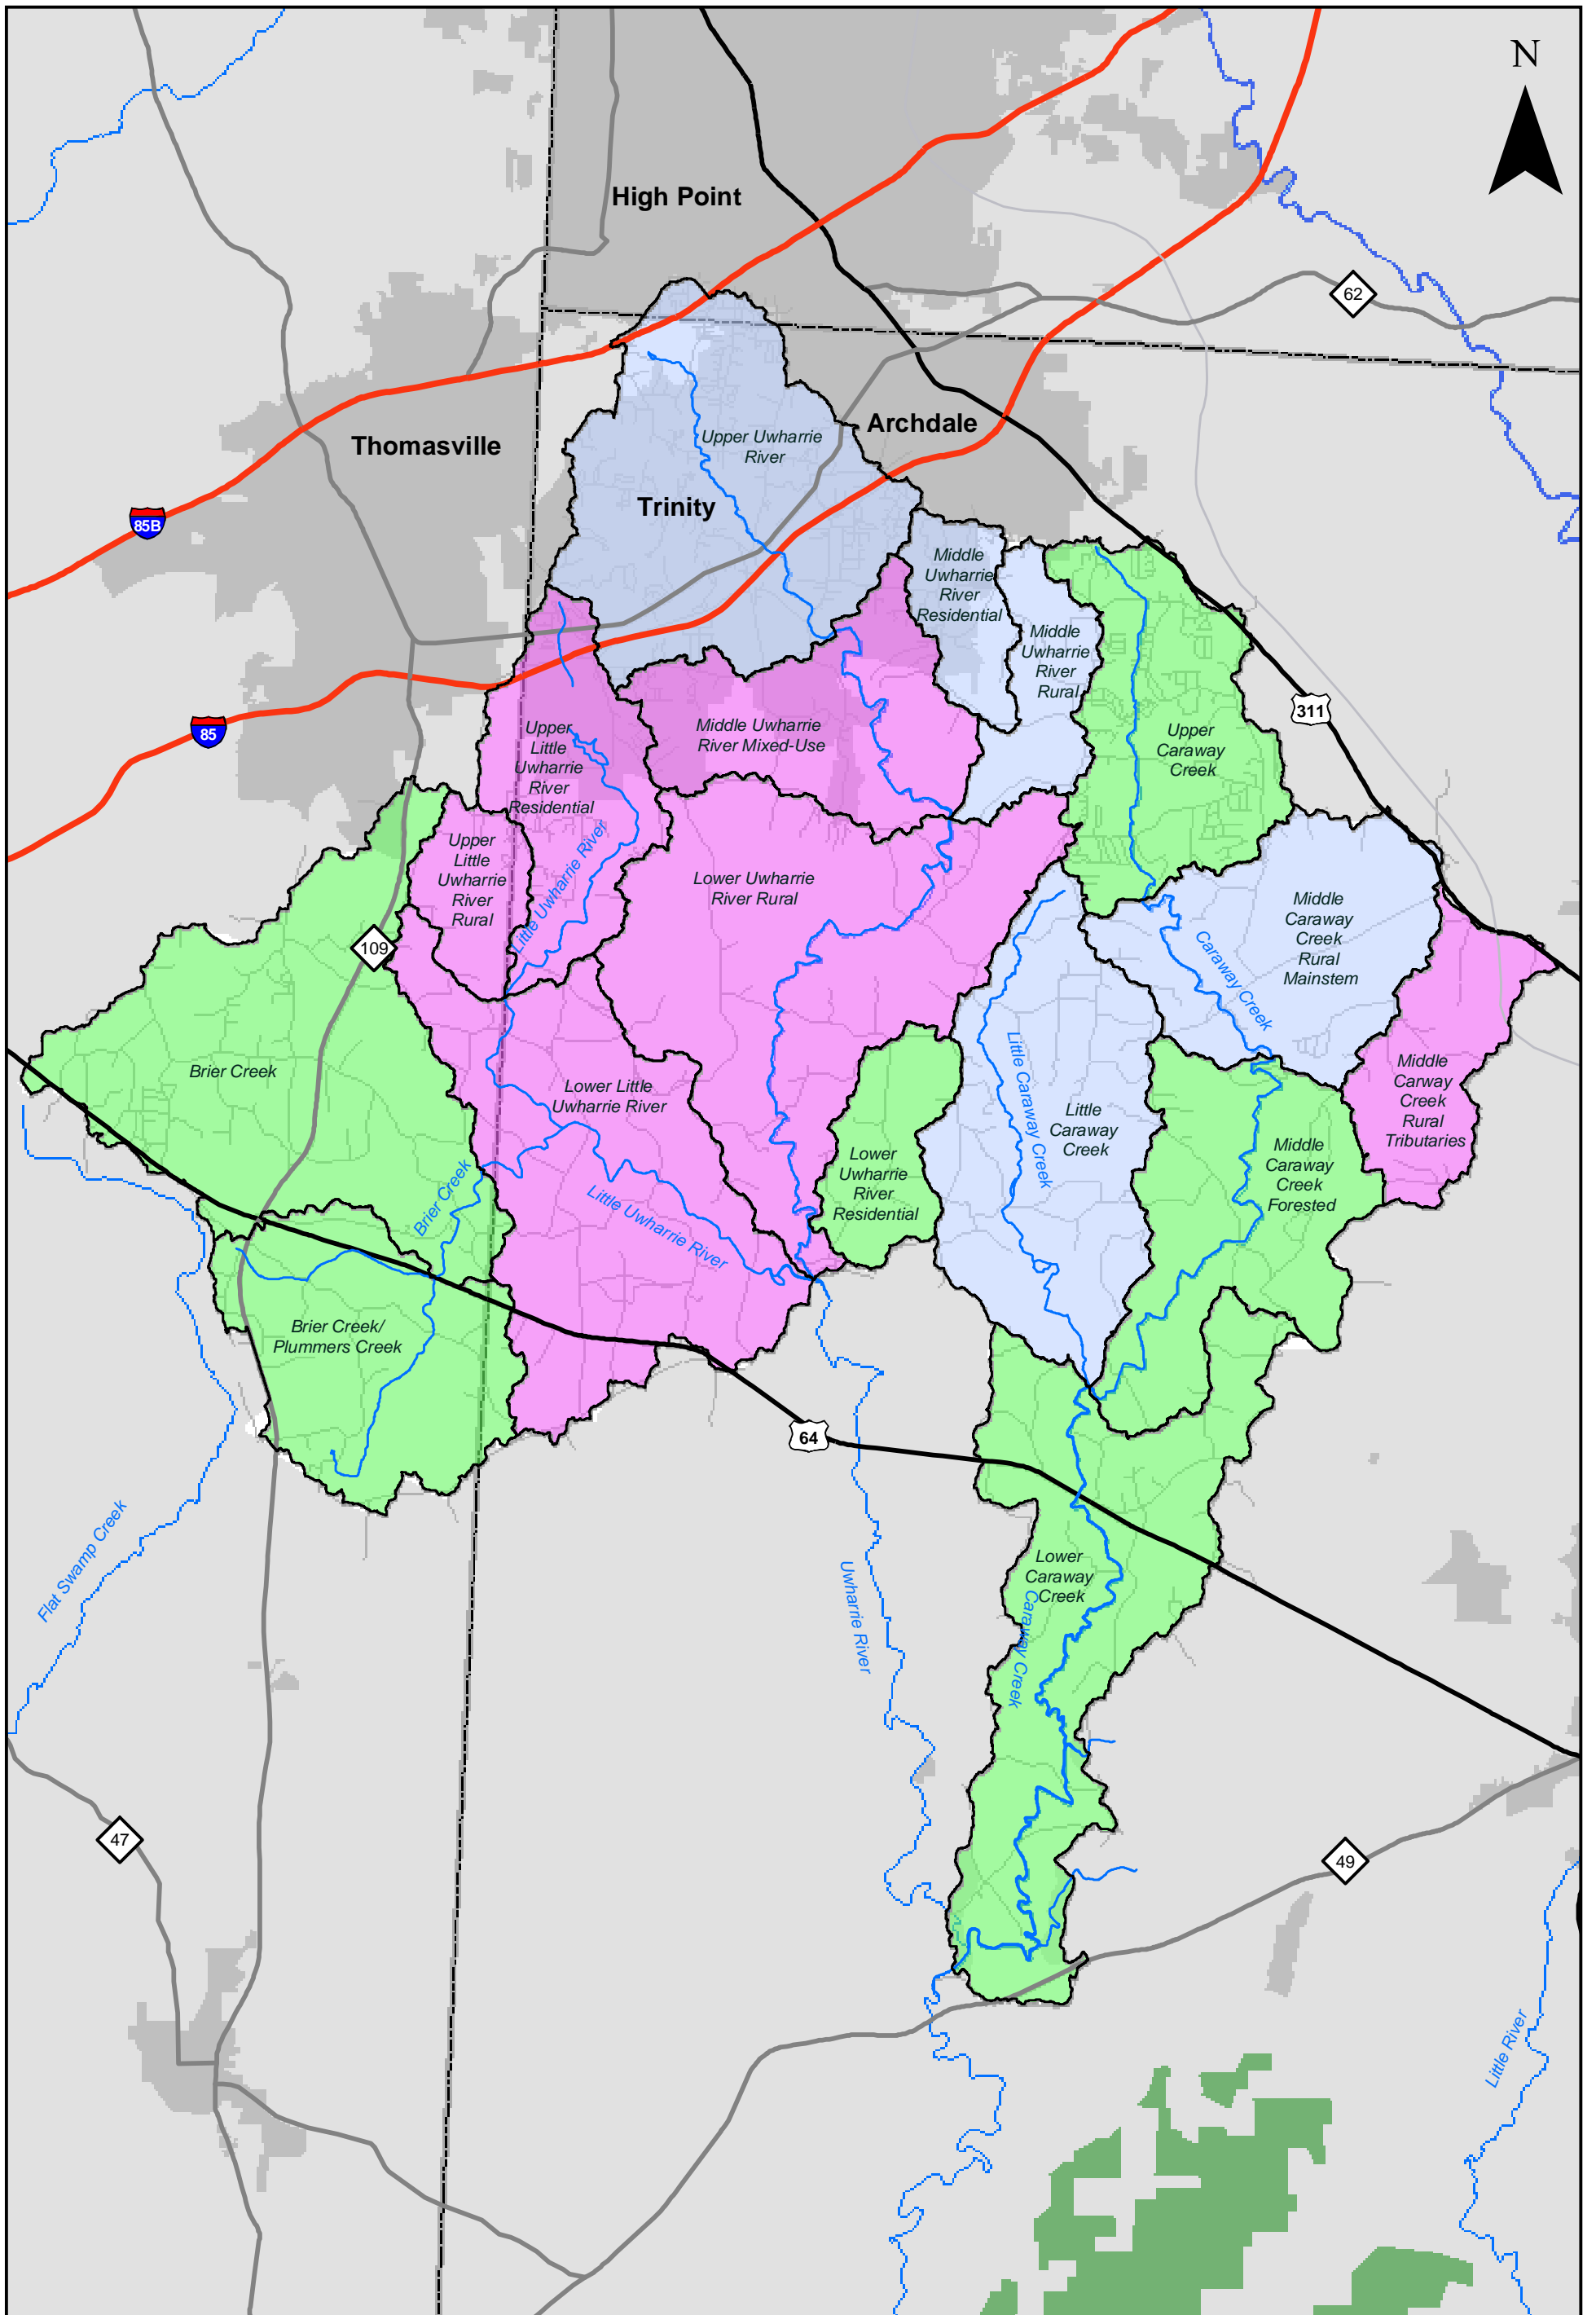 N
High Point
62
Archdale
Thomasville
Upper Uwharrie
River
Trinity
85B
Middle
Uwharrie
River
Residential
Middle
Uwharrie
River
Rural
311
85
Upper
Little
Uwharrie
River
Residential
Middle Uwharrie
River Mixed-Use
Upper
Caraway
Creek
Upper
Little
Uwharrie
River
Rural
Little Uwharrie River
Lower Uwharrie
River Rural
Middle
Caraway
Creek
Rural
Mainstem
109
Caraway Creek
Brier Creek
Lower Little
Uwharrie River
Little Caraway Creek
Little
Caraway
Creek
Middle
Carway
Creek
Rural
Tributaries
Lower
Uwharrie
River
Residential
Middle
Caraway
Creek
Forested
Brier Creek
Little Uwharrie River
Brier Creek/
Plummers Creek
64
Flat Swamp Creek
Uwharrie River
Lower
Caraway
Creek
Caraway Creek
47
49
Little River